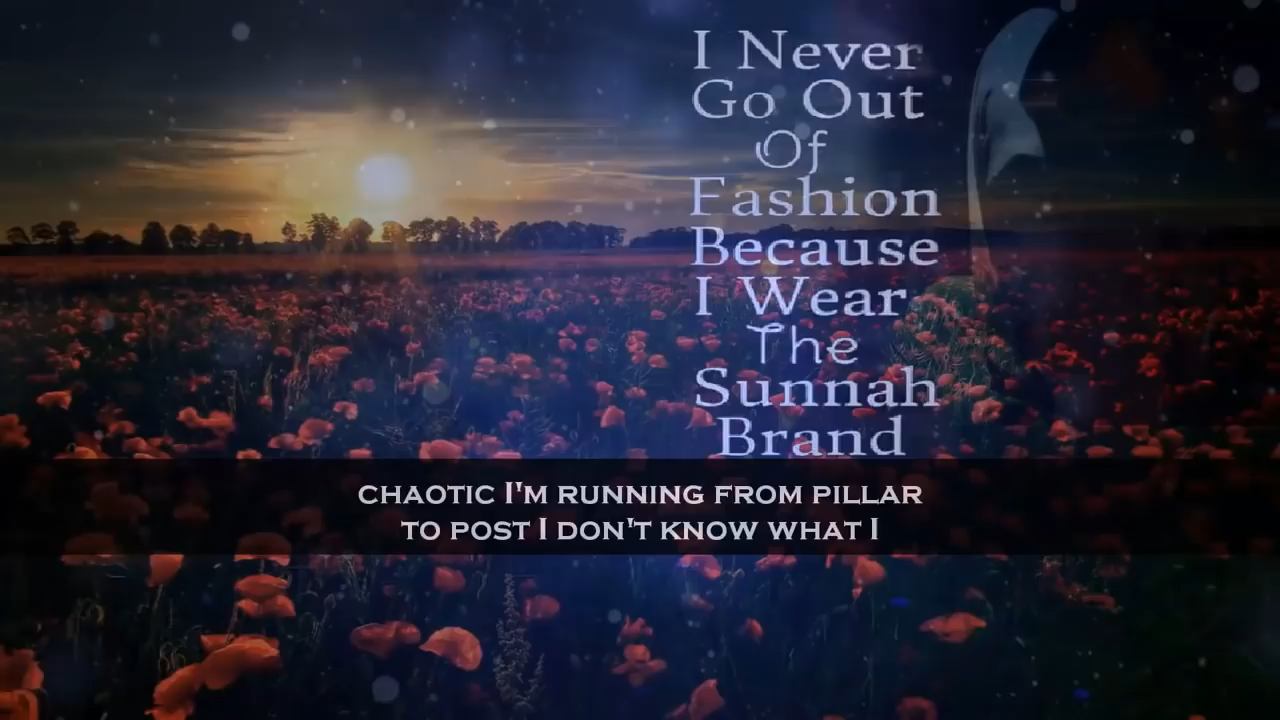 I Never
Go Out
Of
Fashion
Because
I Wear
The
Sunnah
Brand
CHAOTIC I'M RUNNING FROM PILLAR
TO POST I DON'T KNOW WHAT I